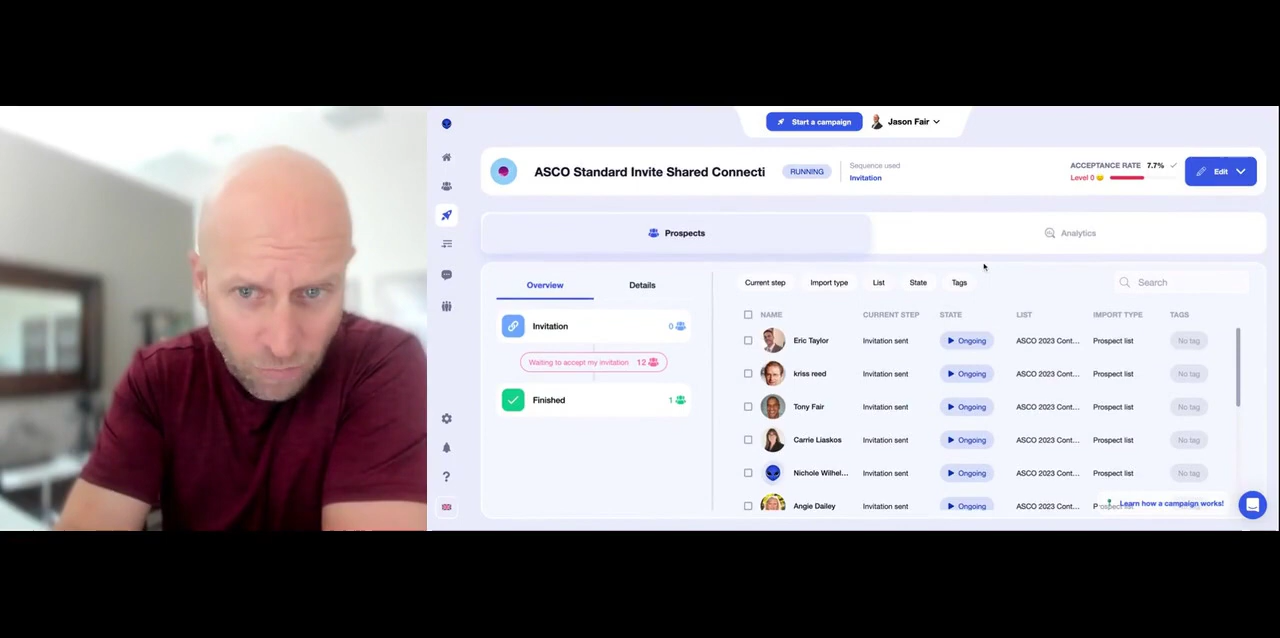 Start a campaign
Jason Fair
ASCO Standard Invite Shared Connecti
RUNNING
Sequence used
Invitation
ACCEPTANCE RATE 7.7%
Level 0
Edit
Prospects
Analytics
Overview
Details
Invitation
0
Waiting to accept my invitation 12
Finished
1
Current step
Import type
List
State
Tags
Search
NAME CURRENT STEP STATE LIST IMPORT TYPE TAGS
Eric Taylor Invitation sent Ongoing ASCO 2023 Cont... Prospect list No tag
kriss reed Invitation sent Ongoing ASCO 2023 Cont... Prospect list No tag
Tony Fair Invitation sent Ongoing ASCO 2023 Cont... Prospect list No tag
Carrie Liaskos Invitation sent Ongoing ASCO 2023 Cont... Prospect list No tag
Nichole Wilhel... Invitation sent Ongoing ASCO 2023 Cont... Prospect list No tag
Angie Dailey Invitation sent Ongoing ASCO 2023 Cont... Prospect list
Learn how a campaign works!
?